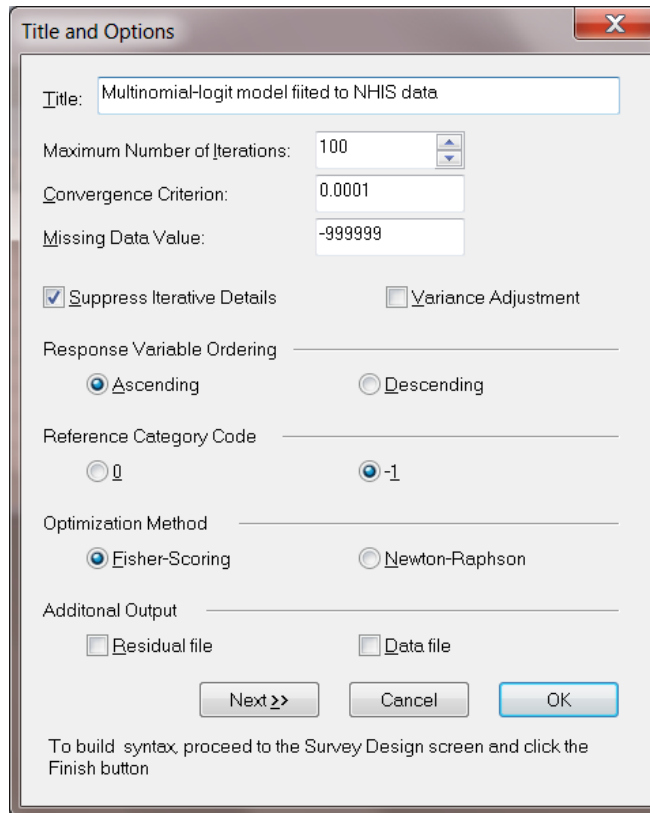 Title and Options
Title: Multinomial-logit model fiited to NHIS data
Maximum Number of Iterations: 100
Convergence Criterion: 0.0001
Missing Data Value: -999999
Suppress Iterative Details Variance Adjustment
Response Variable Ordering
Ascending Descending
Reference Category Code
0 -1
Optimization Method
Fisher-Scoring Newton-Raphson
Additonal Output
Residual file Data file
Next >> Cancel OK
To build syntax, proceed to the Survey Design screen and click the
Finish button